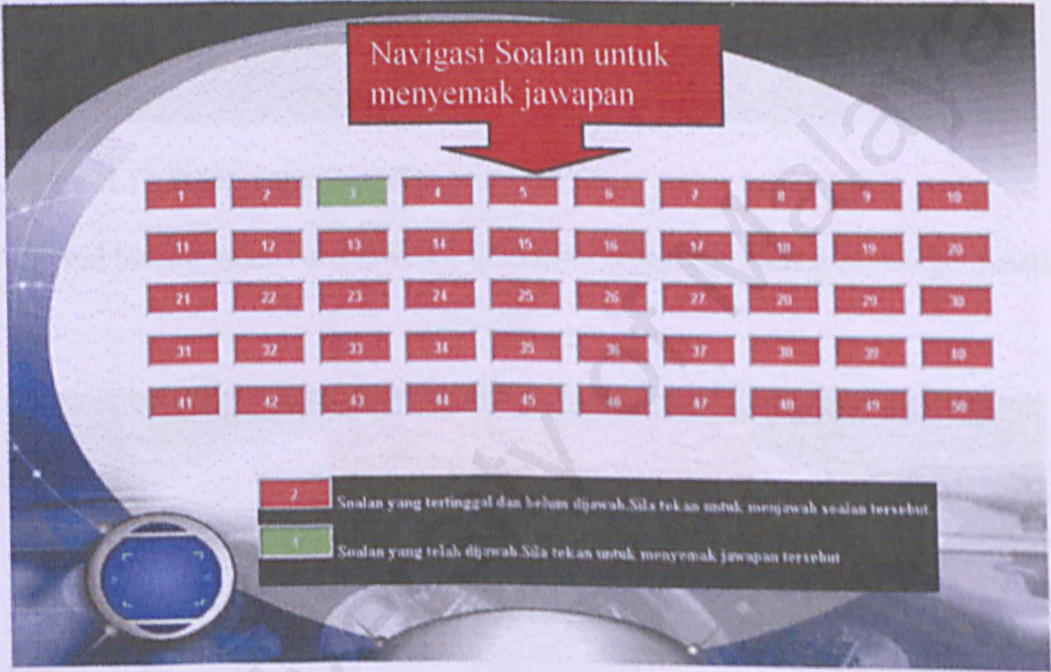 Navigasi Soalan untuk
menyemak jawapan
1 2 3 4 5 6 7 8 9 10
11 12 13 14 15 16 17 18 19 20
21 22 23 24 25 26 27 28 29 30
31 32 33 34 35 36 37 38 39 40
41 42 43 44 45 46 47 48 49 50
2 Soalan yang tertinggal dan belum dijawab.Sila tekan untuk menjawab soalan tersebut.
1 Soalan yang telah dijawab.Sila tekan untuk menyemak jawapan tersebut
of Malaya